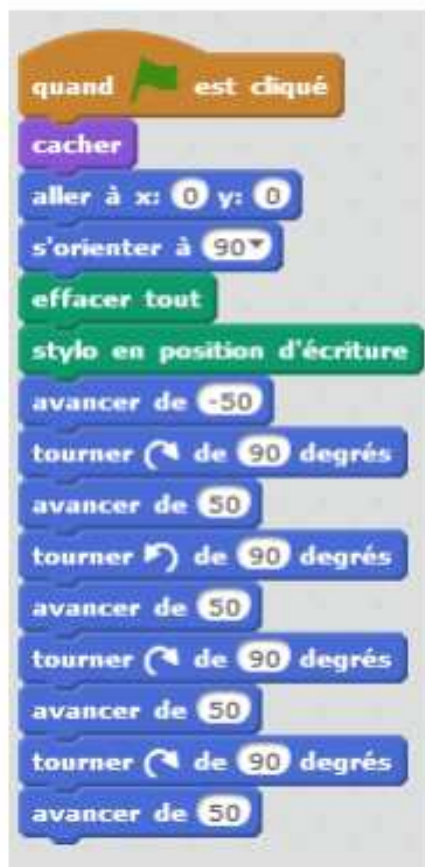 quand est cliqué
cacher
aller à x: 0 y: 0
s'orienter à 90
effacer tout
stylo en position d'écriture
avancer de -50
tourner de 90 degrés
avancer de 50
tourner de 90 degrés
avancer de 50
tourner de 90 degrés
avancer de 50
tourner de 90 degrés
avancer de 50